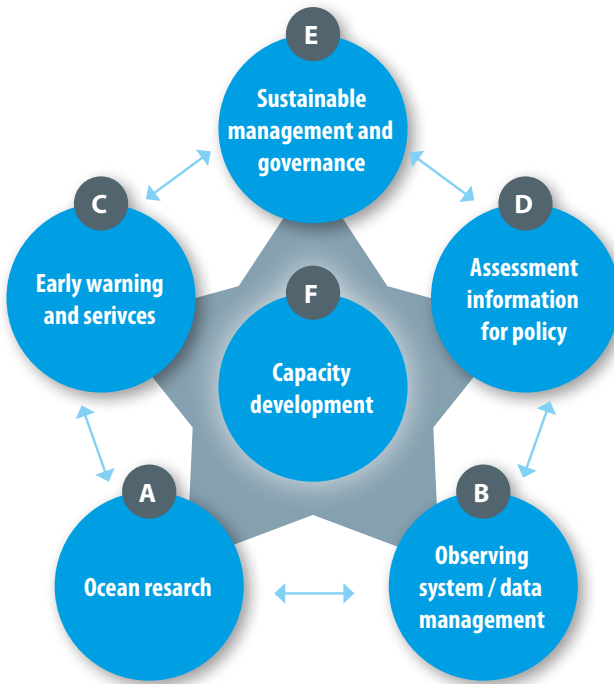 E
Sustainable
management and
governance
C
Early warning
and serivces
D
Assessment
information
for policy
F
Capacity
development
A
Ocean resarch
B
Observing
system / data
management